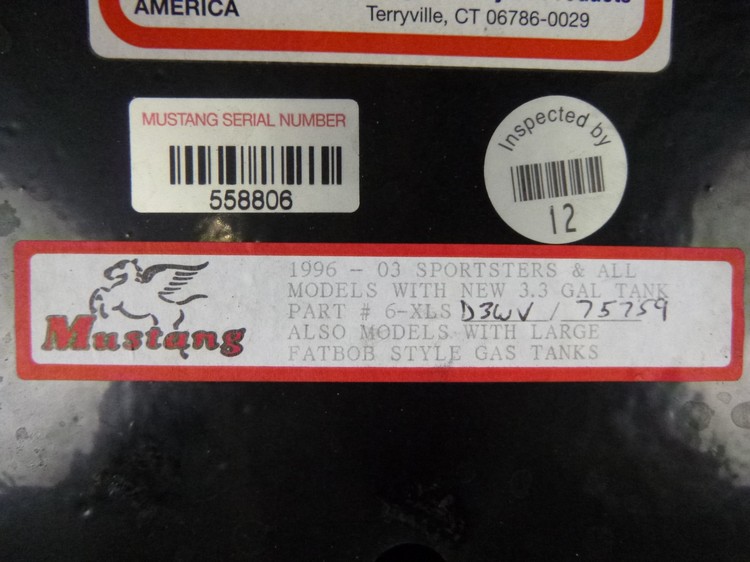 AMERICA
Products
Terryville, CT 06786-0029
MUSTANG SERIAL NUMBER
558806
Inspected by
12
Mustang
1996 - 03 SPORTSTERS & ALL
MODELS WITH NEW 3.3 GAL TANK
PART # 6-XLS D3WV / 75759
ALSO MODELS WITH LARGE
FATBOB STYLE GAS TANKS